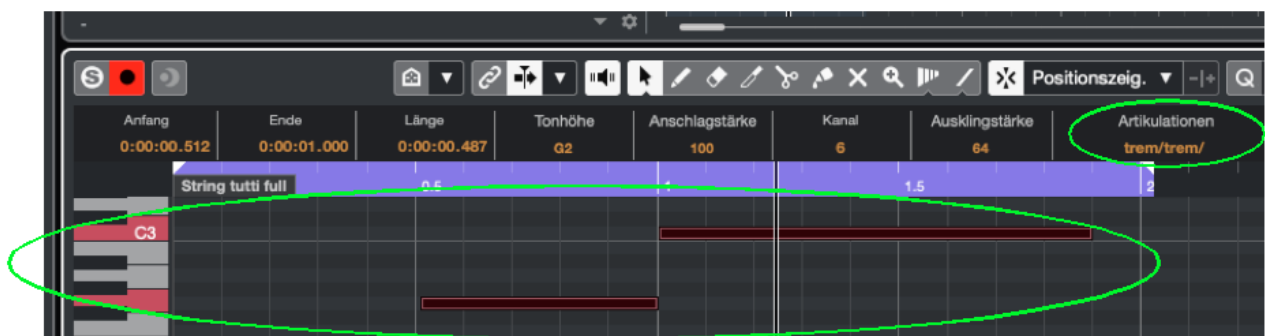 -
S
Positionszeig.
-|+
Q
Anfang Ende Länge Tonhöhe Anschlagstärke Kanal Ausklingstärke Artikulationen
0:00:00.512 0:00:01.000 0:00:00.487 G2 100 6 64 trem/trem/
String tutti full 0.5 1 1.5 2
C3